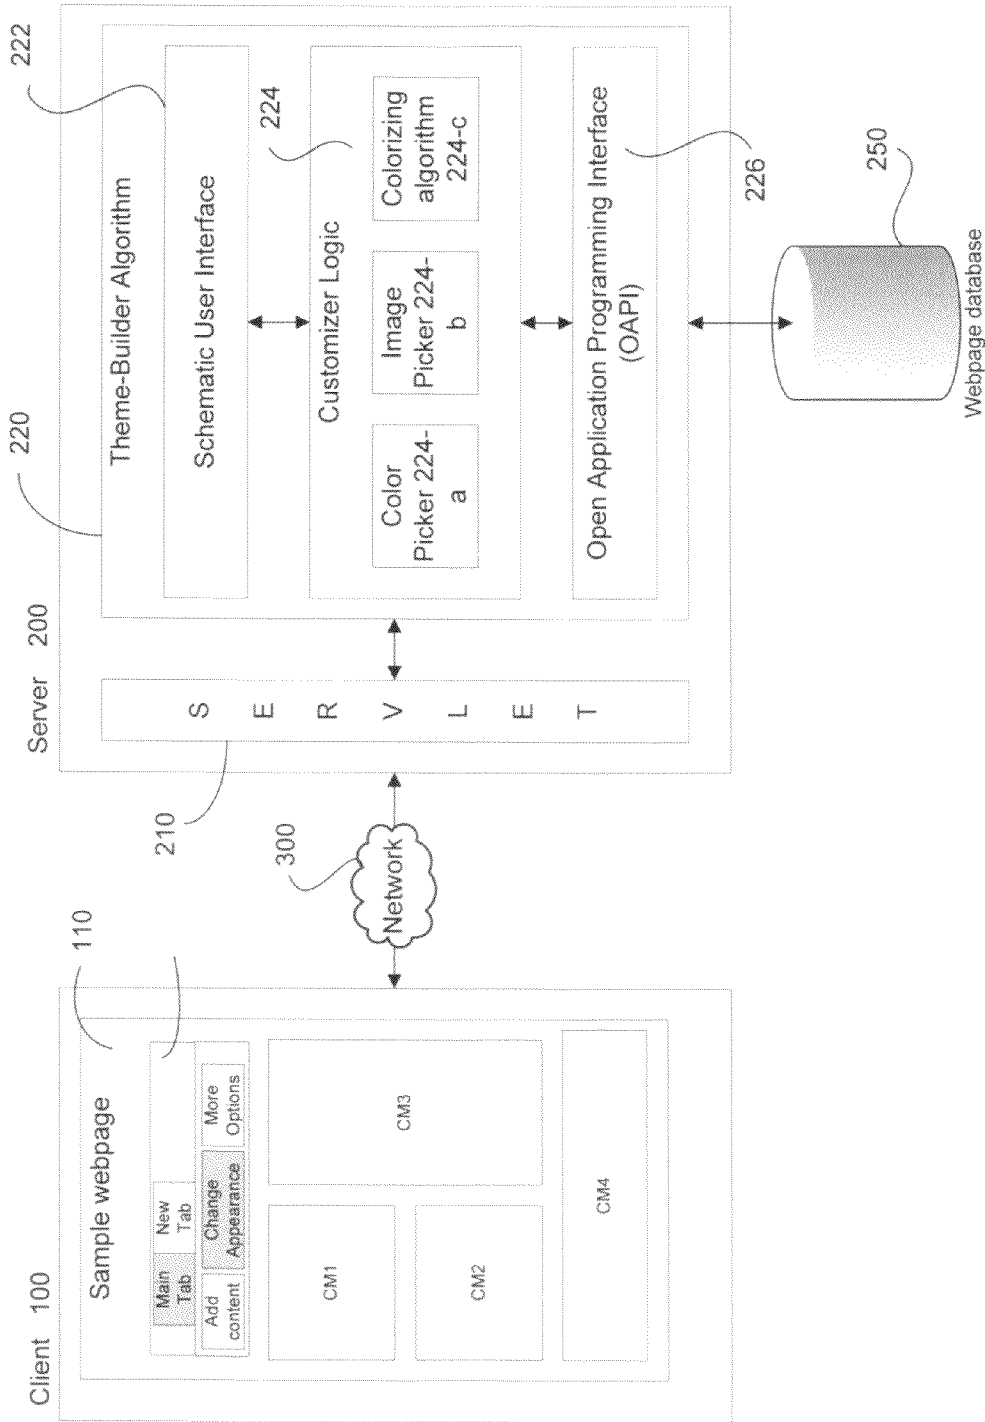 Client 100
Sample webpage
110
Main
Tab
New
Tab
Add
content
Change
Appearance
More
Options
CM1
CM2
CM3
CM4
Network
300
Server 200
210
S
E
R
V
L
E
T
220
Theme-Builder Algorithm
222
Schematic User Interface
224
Customizer Logic
Color
Picker 224-
a
Image
Picker 224-
b
Colorizing
algorithm
224-c
Open Application Programming Interface
(OAPI)
226
250
Webpage database